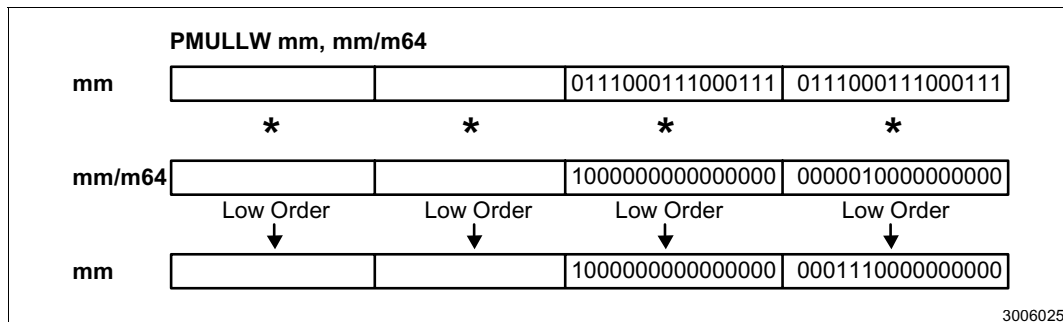 PMULLW mm, mm/m64
mm 0111000111000111 0111000111000111
* * * *
mm/m64 1000000000000000 0000010000000000
Low Order Low Order Low Order Low Order
mm 1000000000000000 0001110000000000
3006025